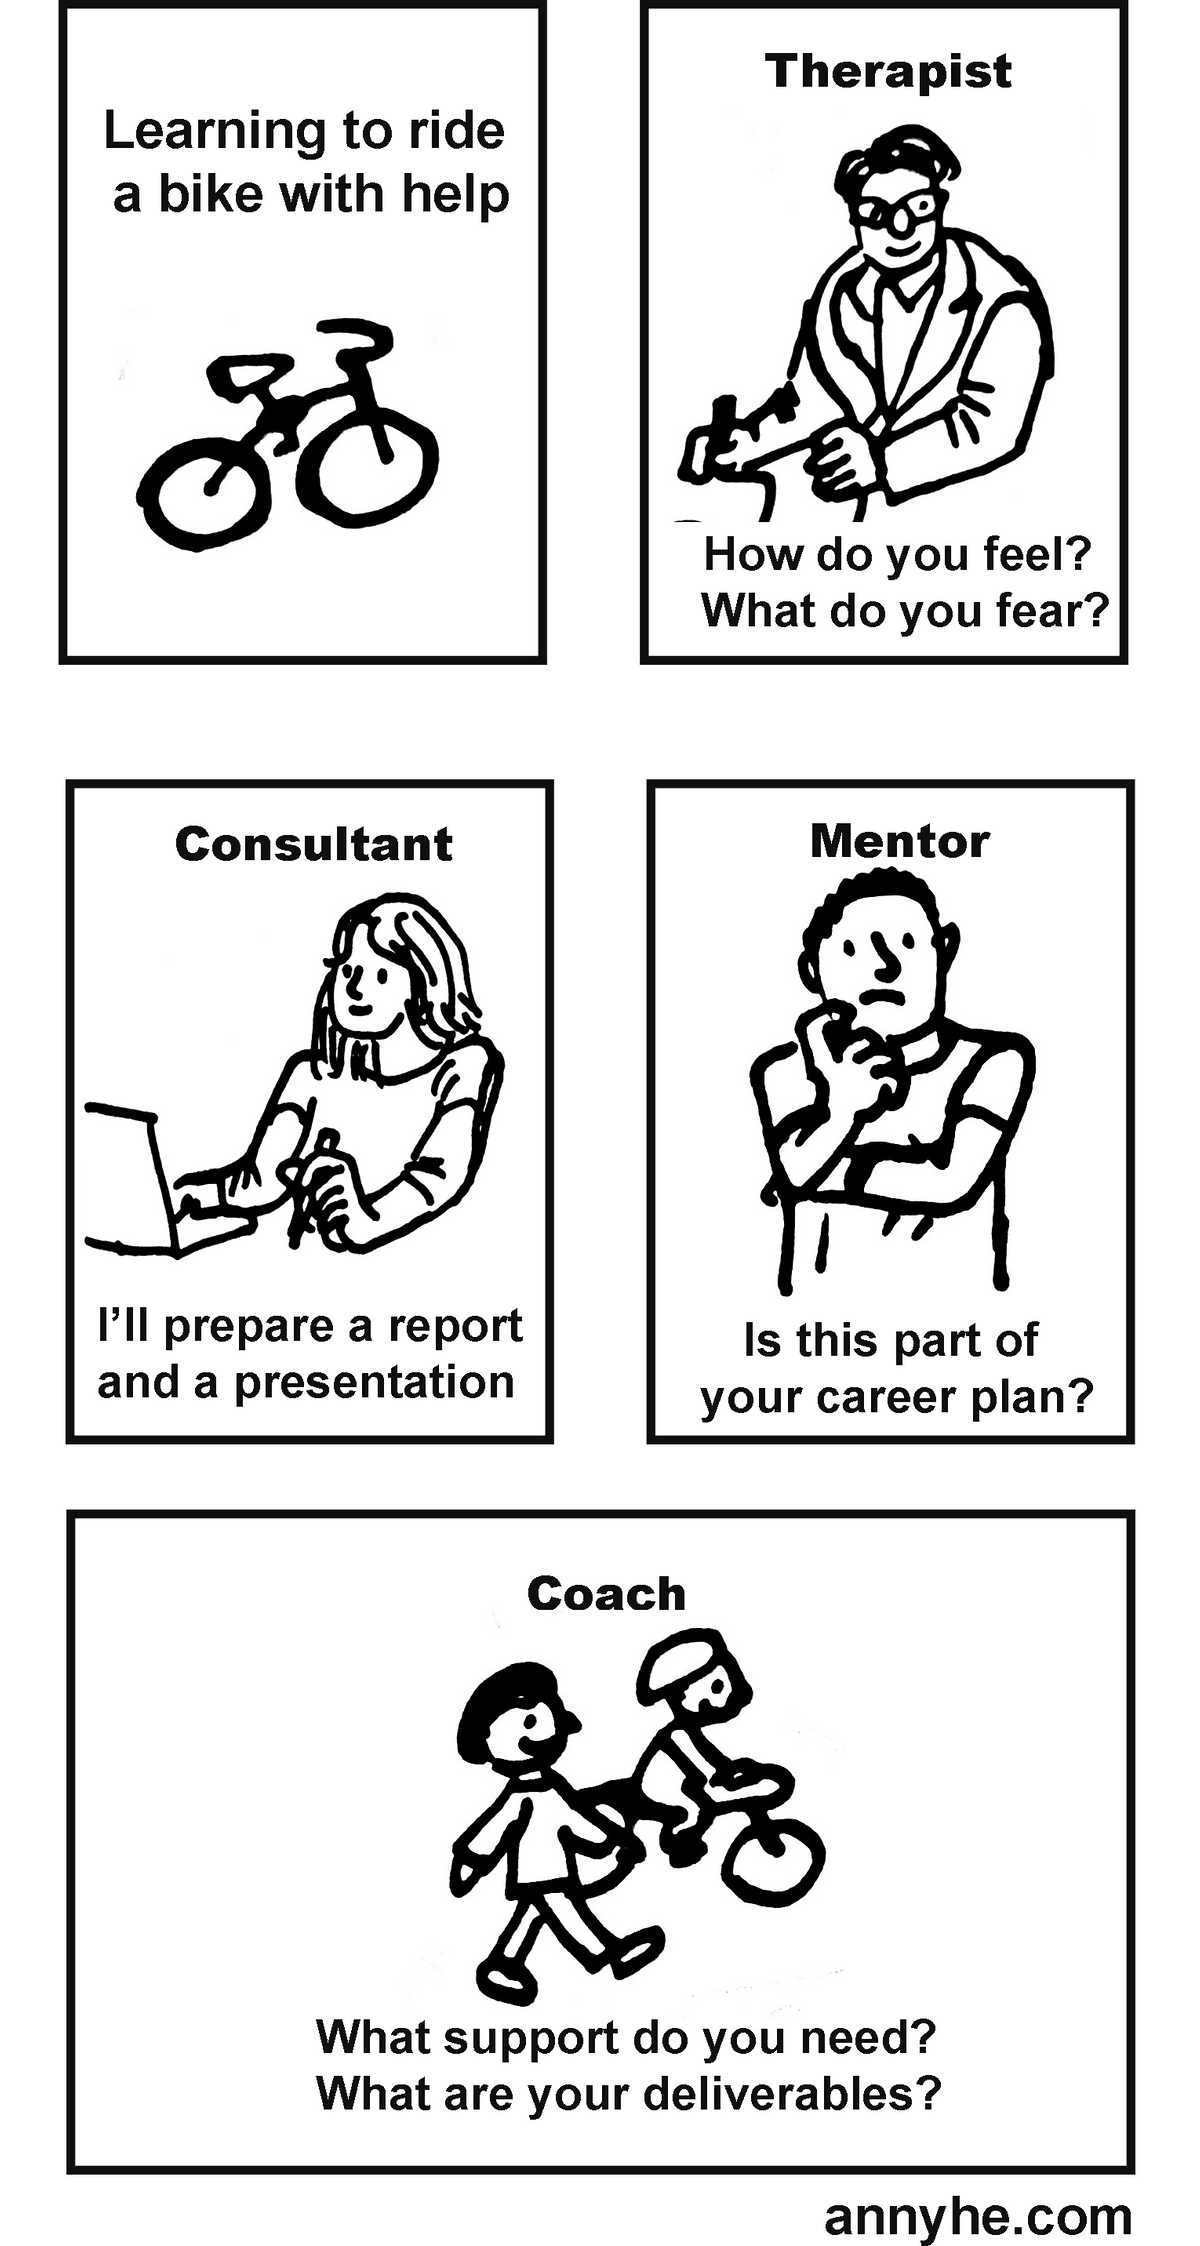 Learning to ride
a bike with help
Therapist
How do you feel?
What do you fear?
Consultant
I’ll prepare a report
and a presentation
Mentor
Is this part of
your career plan?
Coach
What support do you need?
What are your deliverables?
annyhe.com